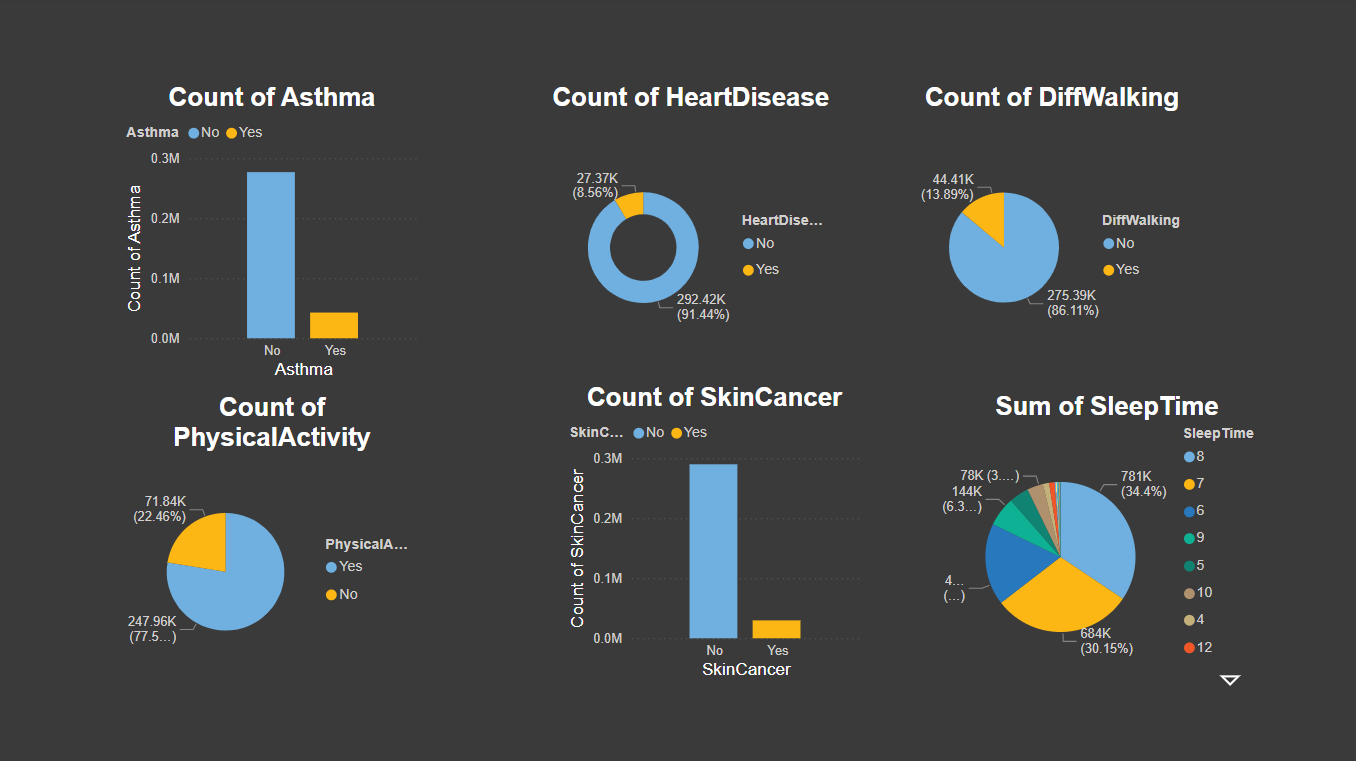 Count of Asthma
Asthma No Yes
0.3M
0.2M
0.1M
0.0M
Count of Asthma
No Yes
Asthma
Count of HeartDisease
27.37K
(8.56%)
292.42K
(91.44%)
HeartDise...
No
Yes
Count of DiffWalking
44.41K
(13.89%)
275.39K
(86.11%)
DiffWalking
No
Yes
Count of
PhysicalActivity
71.84K
(22.46%)
247.96K
(77.5...)
PhysicalA...
Yes
No
Count of SkinCancer
SkinC... No Yes
0.3M
0.2M
0.1M
0.0M
Count of SkinCancer
No Yes
SkinCancer
Sum of SleepTime
78K (3....)
144K
(6.3...)
4...
(...)
781K
(34.4%)
684K
(30.15%)
SleepTime
8
7
6
9
5
10
4
12